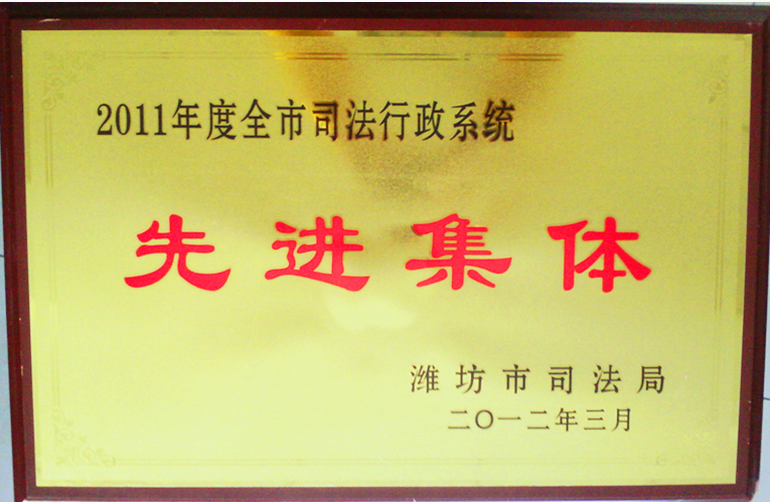 2011年度全市司法行政系统
先进集体
潍坊市司法局
二〇一二年三月